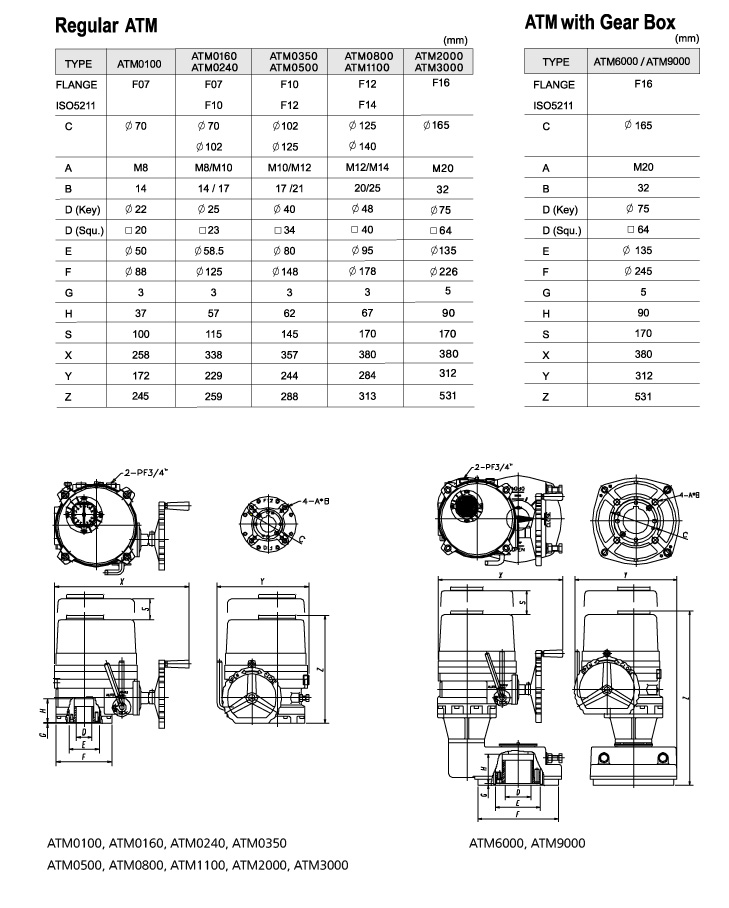 Regular ATM
(mm)
TYPE ATM0100 ATM0160 ATM0240 ATM0350 ATM0500 ATM0800 ATM1100 ATM2000 ATM3000
FLANGE F07 F07 F10 F12 F16
ISO5211 F10 F12 F14
C ∅ 70 ∅ 70 ∅102 ∅ 125 ∅165
∅102 ∅125 ∅ 140
A M8 M8/M10 M10/M12 M12/M14 M20
B 14 14 / 17 17 /21 20/25 32
D (Key) ∅ 22 ∅ 25 ∅ 40 ∅ 48 ∅75
D (Squ.) □ 20 □23 □ 34 □ 40 □ 64
E ∅ 50 ∅ 58.5 ∅ 80 ∅ 95 ∅135
F ∅ 88 ∅125 ∅ 148 ∅ 178 ∅226
G 3 3 3 3 5
H 37 57 62 67 90
S 100 115 145 170 170
X 258 338 357 380 380
Y 172 229 244 284 312
Z 245 259 288 313 531
ATM with Gear Box
(mm)
TYPE ATM6000 / ATM9000
FLANGE F16
ISO5211
C ∅ 165
A M20
B 32
D (Key) ∅ 75
D (Squ.) □ 64
E ∅ 135
F ∅ 245
G 5
H 90
S 170
X 380
Y 312
Z 531
2-PF3/4"
4-A*B
C
X
Y
S
Z
H
G
D
E
F
2-PF3/4"
4-A*B
C
OPEN
X
Y
S
Z
H
G
D
E
F
ATM0100, ATM0160, ATM0240, ATM0350
ATM0500, ATM0800, ATM1100, ATM2000, ATM3000
ATM6000, ATM9000